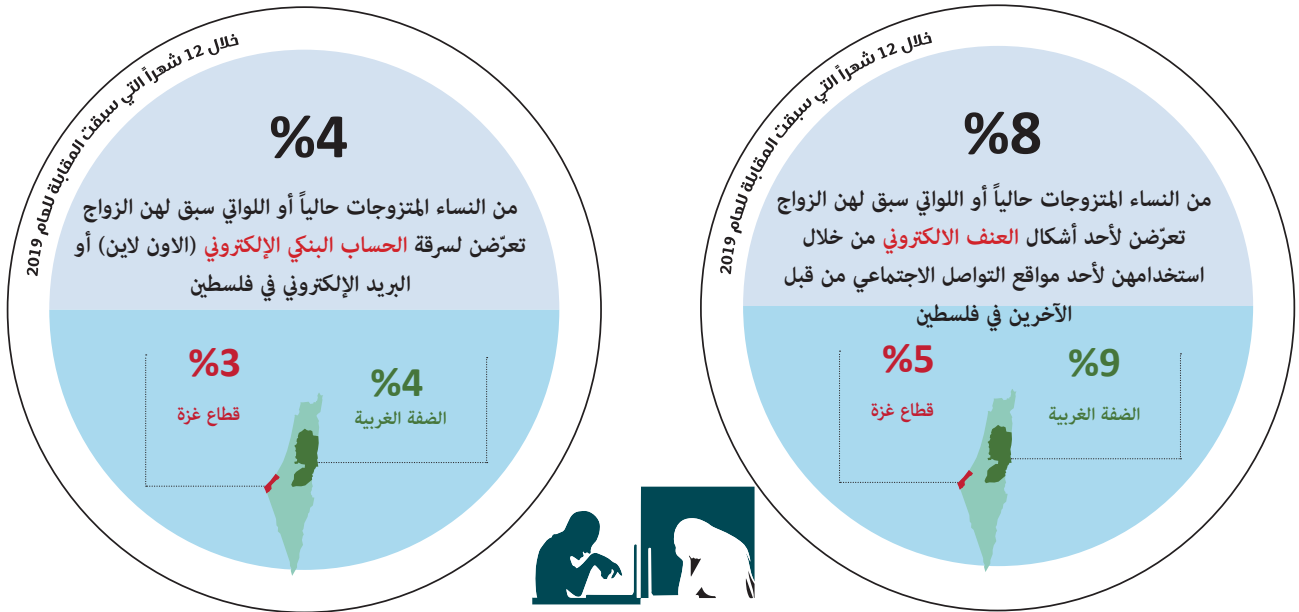 خلال 12 شهراً التي سبقت المقابلة للعام 2019
%8
من النساء المتزوجات حالياً أو اللواتي سبق لهن الزواج
تعرّضن لأحد أشكال العنف الالكتروني من خلال
استخدامهن لأحد مواقع التواصل الاجتماعي من قبل
الآخرين في فلسطين
%9
الضفة الغربية
%5
قطاع غزة
خلال 12 شهراً التي سبقت المقابلة للعام 2019
%4
من النساء المتزوجات حالياً أو اللواتي سبق لهن الزواج
تعرّضن لسرقة الحساب البنكي الإلكتروني (الاون لاين) أو
البريد الإلكتروني في فلسطين
%4
الضفة الغربية
%3
قطاع غزة